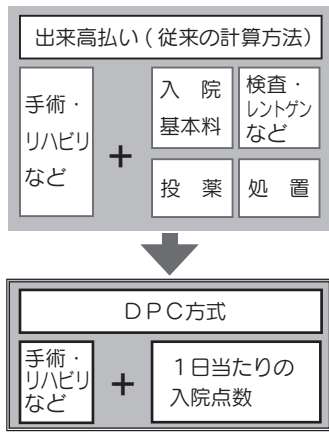 出来高払い(従来の計算方法)
手術・
リハビリ
など
+
入 院
基本料
検査・
レントゲン
など
投 薬
処 置
DPC方式
手術・
リハビリ
など
+
1日当たりの
入院点数